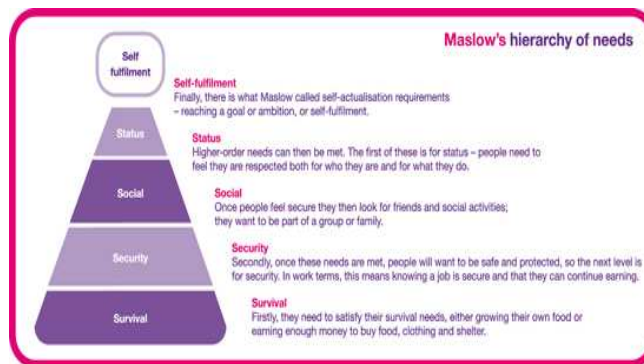 Maslow's hierarchy of needs
Self
fulfilment
Self-fulfilment
Finally, there is what Maslow called self-actualisation requirements
– reaching a goal or ambition, or self-fulfilment.
Status
Status
Higher-order needs can then be met. The first of these is for status – people need to
feel they are respected both for who they are and for what they do.
Social
Social
Once people feel secure they then look for friends and social activities;
they want to be part of a group or family.
Security
Security
Secondly, once these needs are met, people will want to be safe and protected, so the next level is
for security. In work terms, this means knowing a job is secure and that they can continue earning.
Survival
Survival
Firstly, they need to satisfy their survival needs, either growing their own food or
earning enough money to buy food, clothing and shelter.